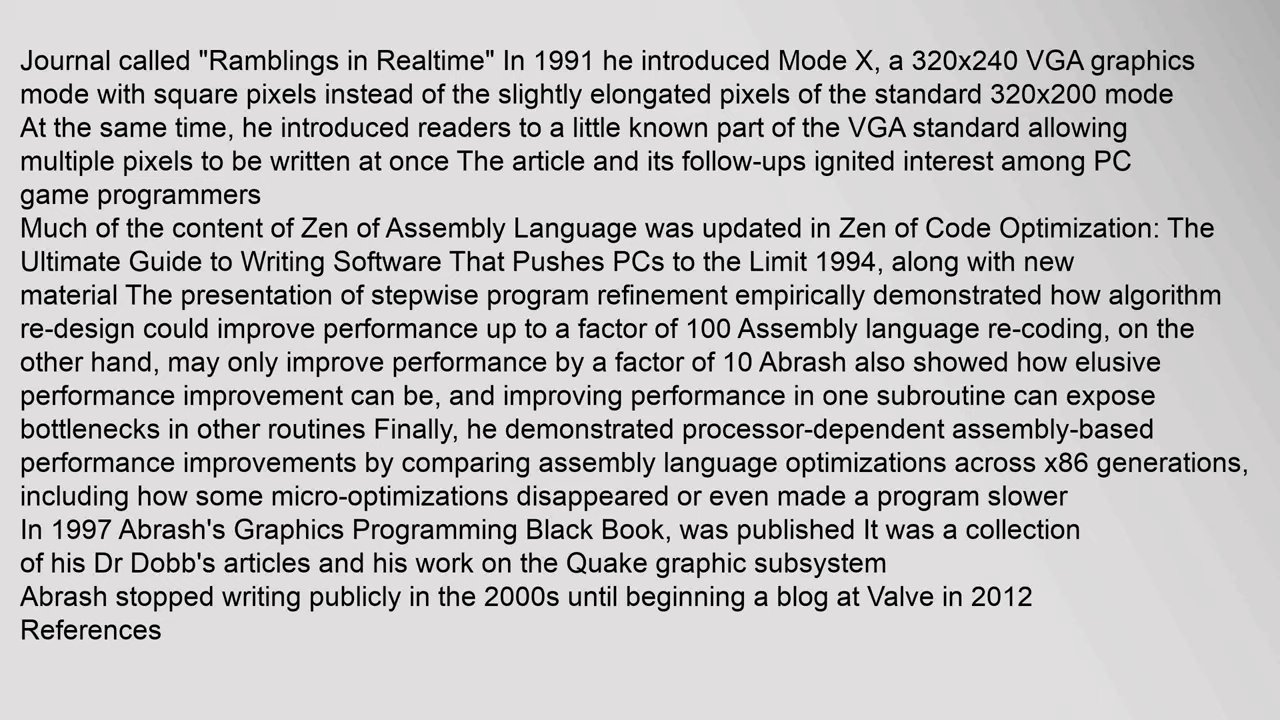 Journal called "Ramblings in Realtime" In 1991 he introduced Mode X, a 320x240 VGA graphics
mode with square pixels instead of the slightly elongated pixels of the standard 320x200 mode
At the same time, he introduced readers to a little known part of the VGA standard allowing
multiple pixels to be written at once The article and its follow-ups ignited interest among PC
game programmers
Much of the content of Zen of Assembly Language was updated in Zen of Code Optimization: The
Ultimate Guide to Writing Software That Pushes PCs to the Limit 1994, along with new
material The presentation of stepwise program refinement empirically demonstrated how algorithm
re-design could improve performance up to a factor of 100 Assembly language re-coding, on the
other hand, may only improve performance by a factor of 10 Abrash also showed how elusive
performance improvement can be, and improving performance in one subroutine can expose
bottlenecks in other routines Finally, he demonstrated processor-dependent assembly-based
performance improvements by comparing assembly language optimizations across x86 generations,
including how some micro-optimizations disappeared or even made a program slower
In 1997 Abrash's Graphics Programming Black Book, was published It was a collection
of his Dr Dobb's articles and his work on the Quake graphic subsystem
Abrash stopped writing publicly in the 2000s until beginning a blog at Valve in 2012
References